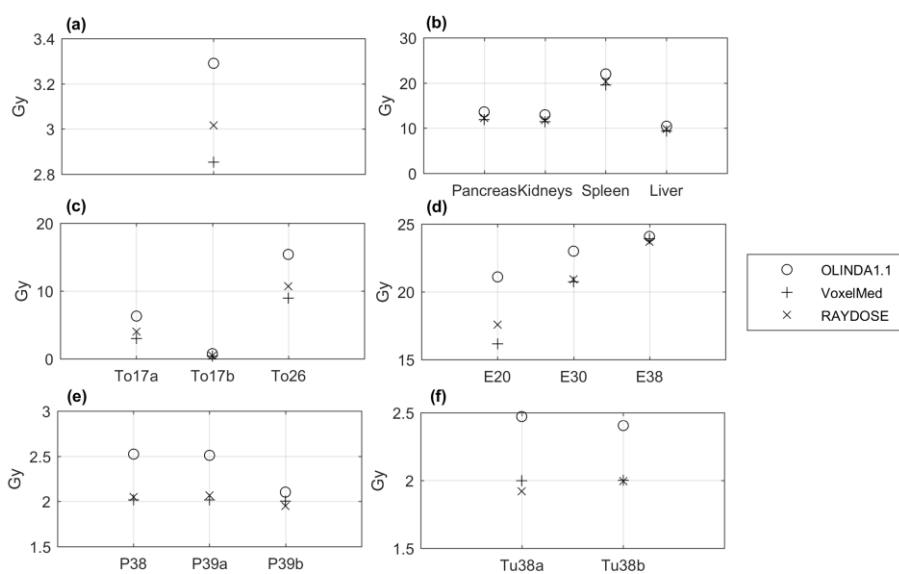 (a)
3.4
3.2
3
2.8
Gy
(b)
30
20
10
0
Gy
Pancreas Kidneys Spleen Liver
(c)
20
10
0
Gy
To17a To17b To26
(d)
25
20
15
Gy
E20 E30 E38
OLINDA1.1
VoxelMed
RAYDOSE
(e)
3
2.5
2
1.5
Gy
P38 P39a P39b
(f)
2.5
2
1.5
Gy
Tu38a Tu38b